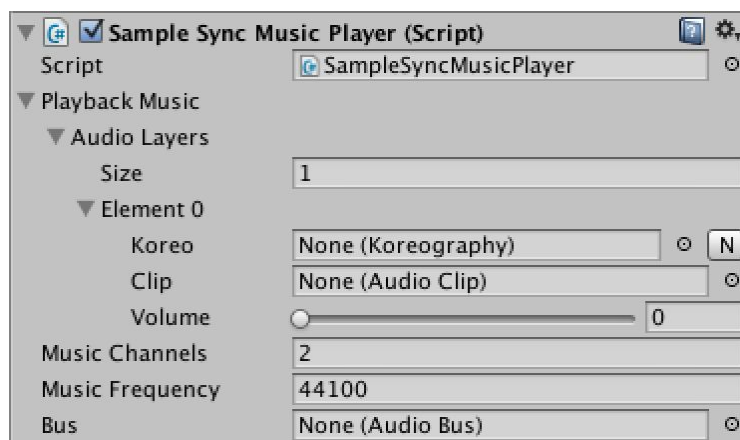 Sample Sync Music Player (Script)
Script SampleSyncMusicPlayer
Playback Music
Audio Layers
Size 1
Element 0
Koreo None (Koreography) N
Clip None (Audio Clip)
Volume 0
Music Channels 2
Music Frequency 44100
Bus None (Audio Bus)